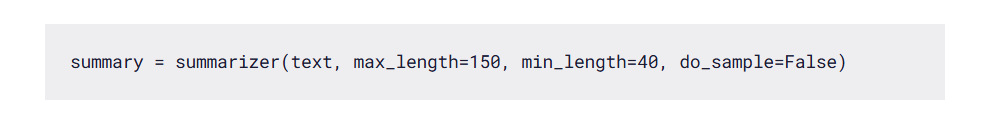 summary = summarizer(text, max_length=150, min_length=40, do_sample=False)